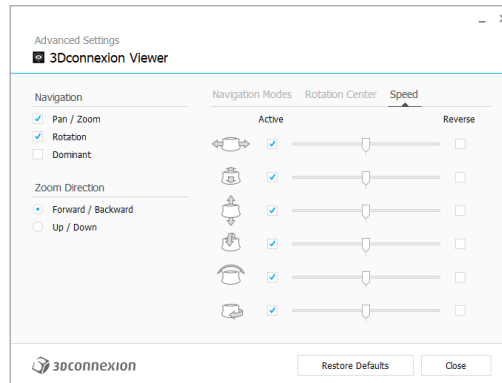 Advanced Settings
3Dconnexion Viewer
Navigation
Pan / Zoom
Rotation
Dominant
Zoom Direction
Forward / Backward
Up / Down
Navigation Modes Rotation Center Speed
Active Reverse
3Dconnexion
Restore Defaults Close